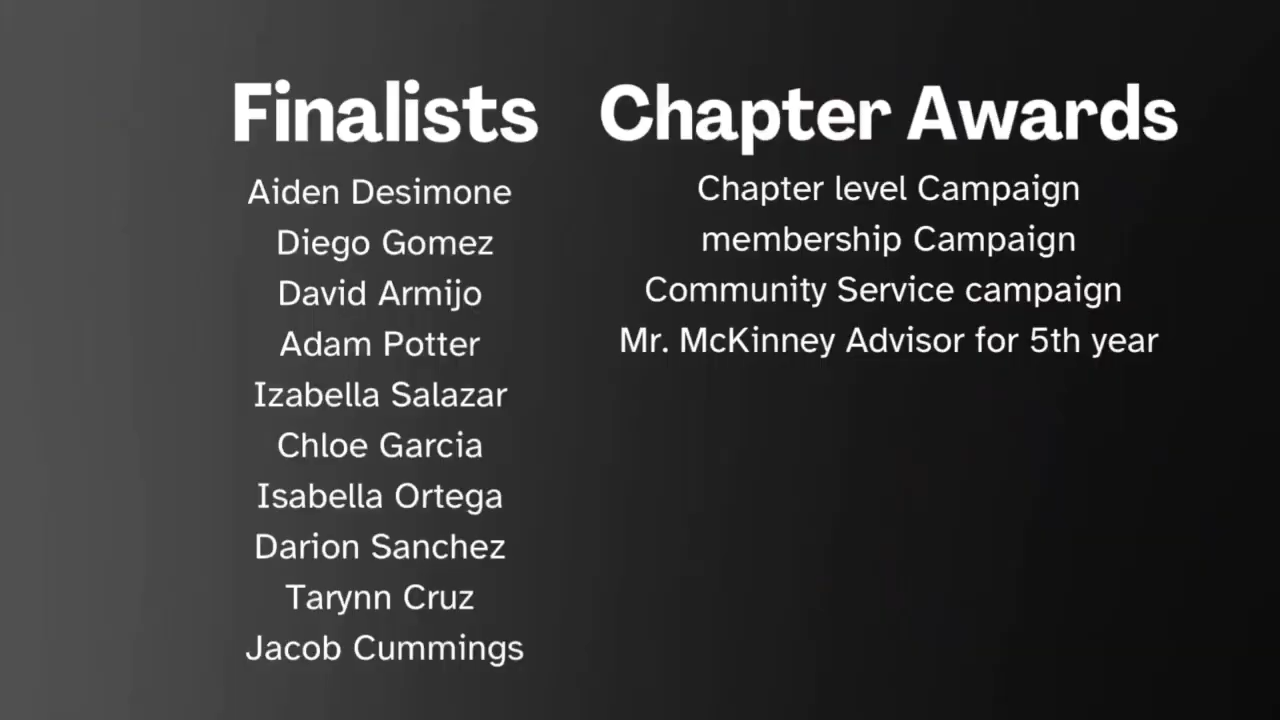 Finalists
Aiden Desimone
Diego Gomez
David Armijo
Adam Potter
Izabella Salazar
Chloe Garcia
Isabella Ortega
Darion Sanchez
Tarynn Cruz
Jacob Cummings
Chapter Awards
Chapter level Campaign
membership Campaign
Community Service campaign
Mr. McKinney Advisor for 5th year